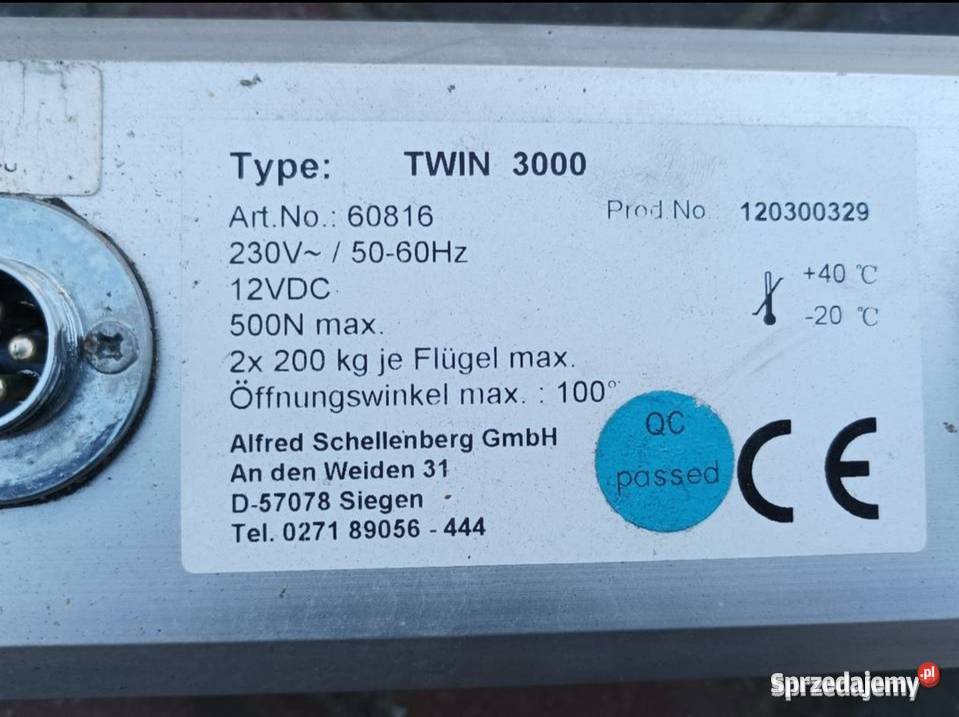 Type: TWIN 3000
Art.No.: 60816
Prod.No. 120300329
230V~ / 50-60Hz
12VDC
+40 °C
-20 °C
500N max.
2x 200 kg je Flügel max.
Öffnungswinkel max. : 100°
QC
passed
CE
Alfred Schellenberg GmbH
An den Weiden 31
D-57078 Siegen
Tel. 0271 89056 - 444
Sprzedajemy.pl